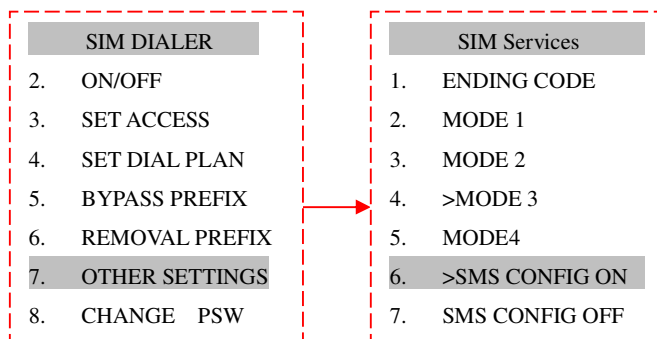 SIM DIALER
2. ON/OFF
3. SET ACCESS
4. SET DIAL PLAN
5. BYPASS PREFIX
6. REMOVAL PREFIX
7. OTHER SETTINGS
8. CHANGE PSW
SIM Services
1. ENDING CODE
2. MODE 1
3. MODE 2
4. >MODE 3
5. MODE4
6. >SMS CONFIG ON
7. SMS CONFIG OFF